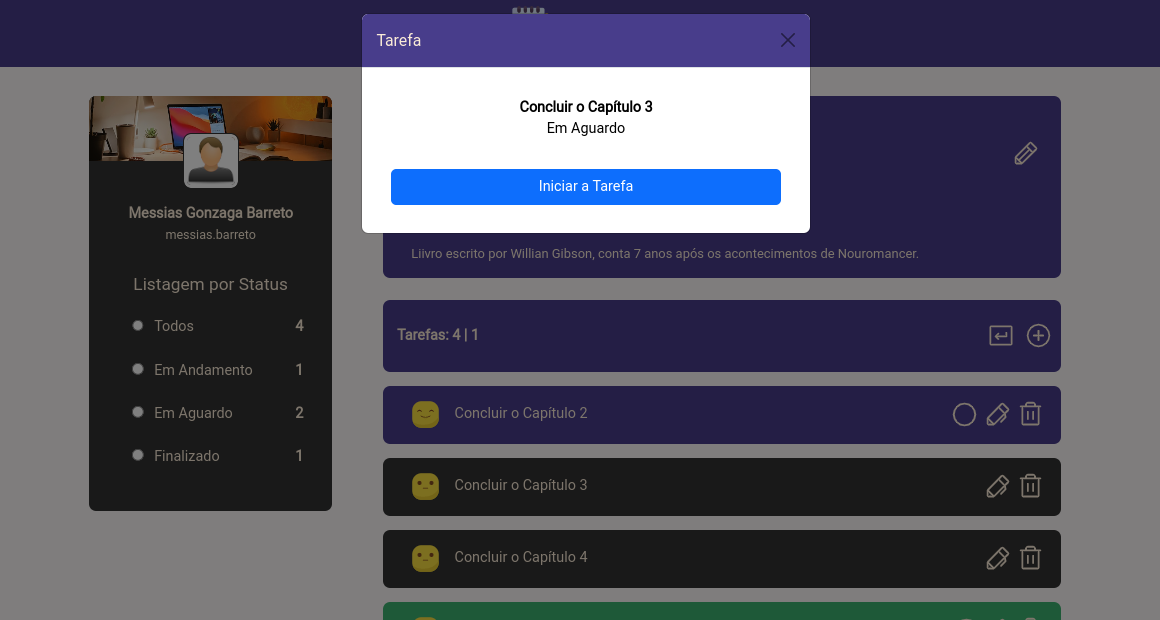 Tarefa
Concluir o Capítulo 3
Em Aguardo
Iniciar a Tarefa
Messias Gonzaga Barreto
messias.barreto
Listagem por Status
Todos 4
Em Andamento 1
Em Aguardo 2
Finalizado 1
Liivro escrito por Willian Gibson, conta 7 anos após os acontecimentos de Nouromancer.
Tarefas: 4 | 1
Concluir o Capítulo 2
Concluir o Capítulo 3
Concluir o Capítulo 4